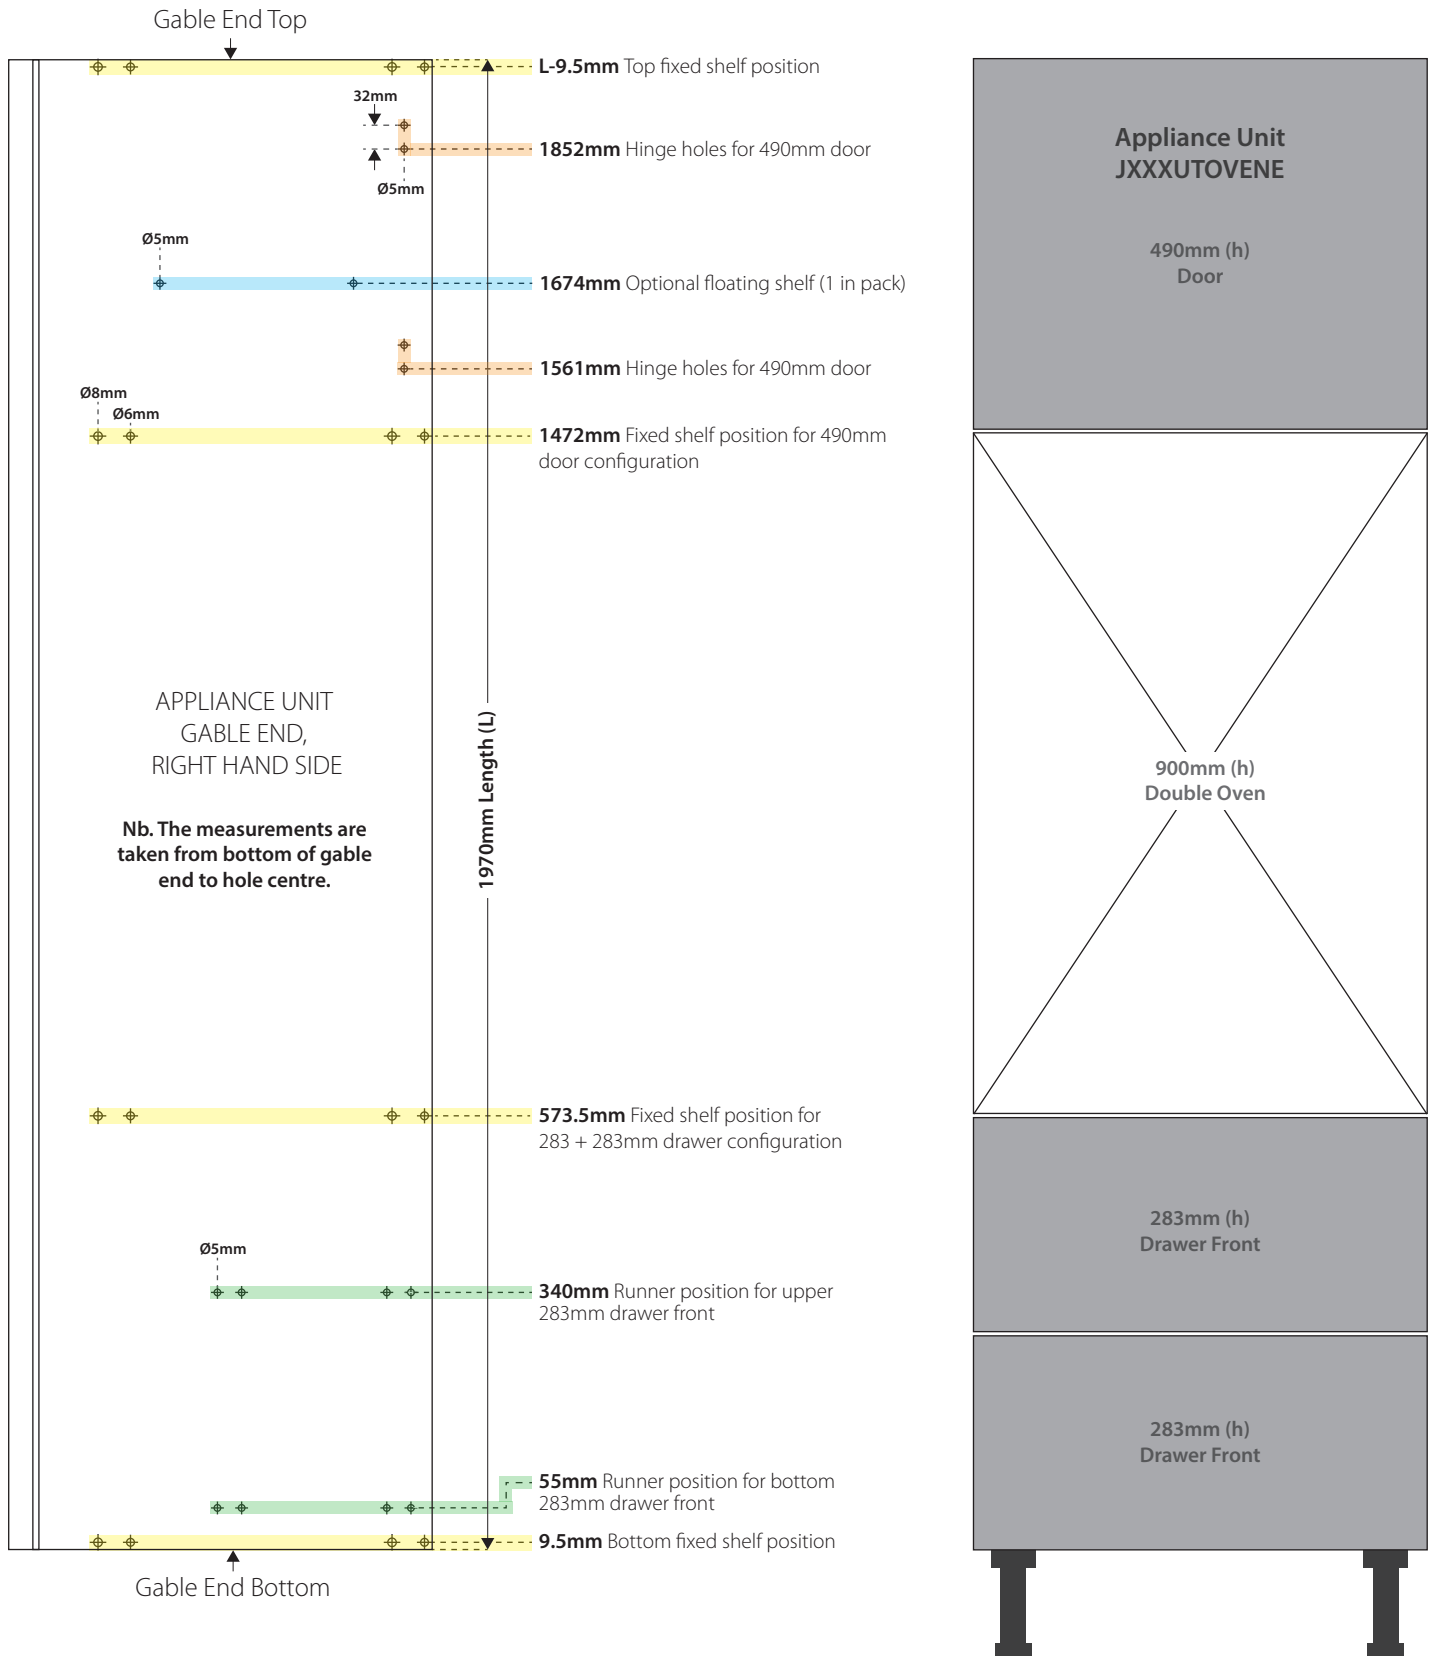 Gable End Top
L-9.5mm Top fixed shelf position
32mm
1852mm Hinge holes for 490mm door
Ø5mm
Ø5mm
1674mm Optional floating shelf (1 in pack)
1561mm Hinge holes for 490mm door
Ø8mm
Ø6mm
1472mm Fixed shelf position for 490mm
door configuration
APPLIANCE UNIT
GABLE END,
RIGHT HAND SIDE
Nb. The measurements are
taken from bottom of gable
end to hole centre.
1970mm Length (L)
573.5mm Fixed shelf position for
283 + 283mm drawer configuration
Ø5mm
340mm Runner position for upper
283mm drawer front
55mm Runner position for bottom
283mm drawer front
9.5mm Bottom fixed shelf position
Gable End Bottom
Appliance Unit
JXXXUTOVENE
490mm (h)
Door
900mm (h)
Double Oven
283mm (h)
Drawer Front
283mm (h)
Drawer Front